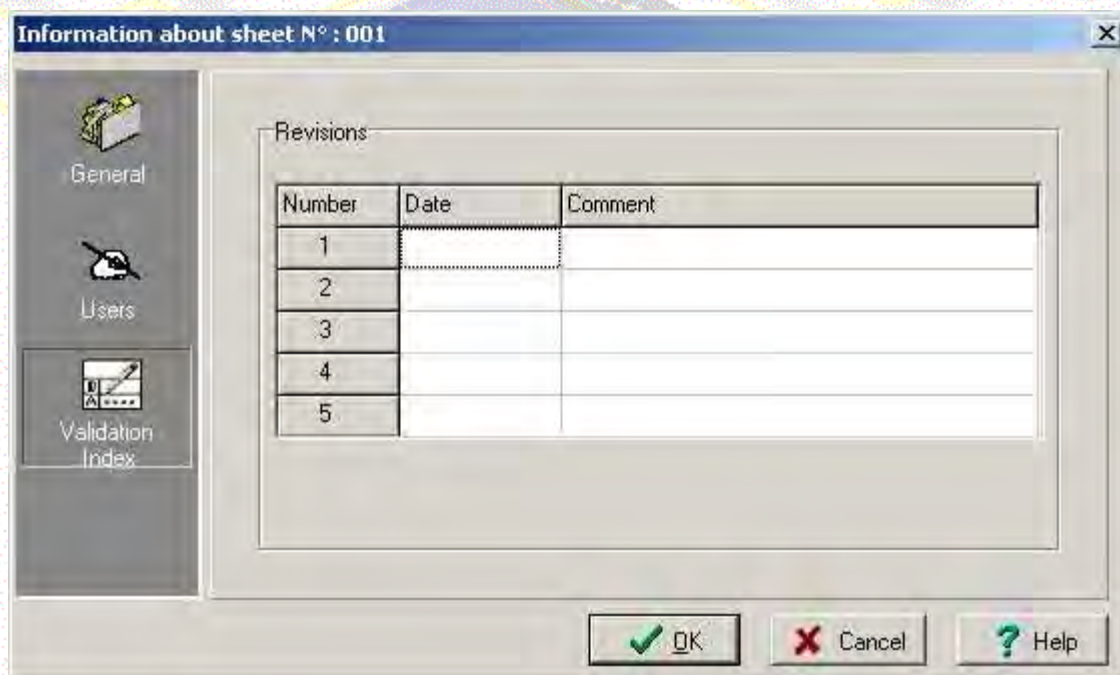 Information about sheet N° : 001
General
Users
Validation
Index
Revisions
Number Date Comment
1
2
3
4
5
OK Cancel Help